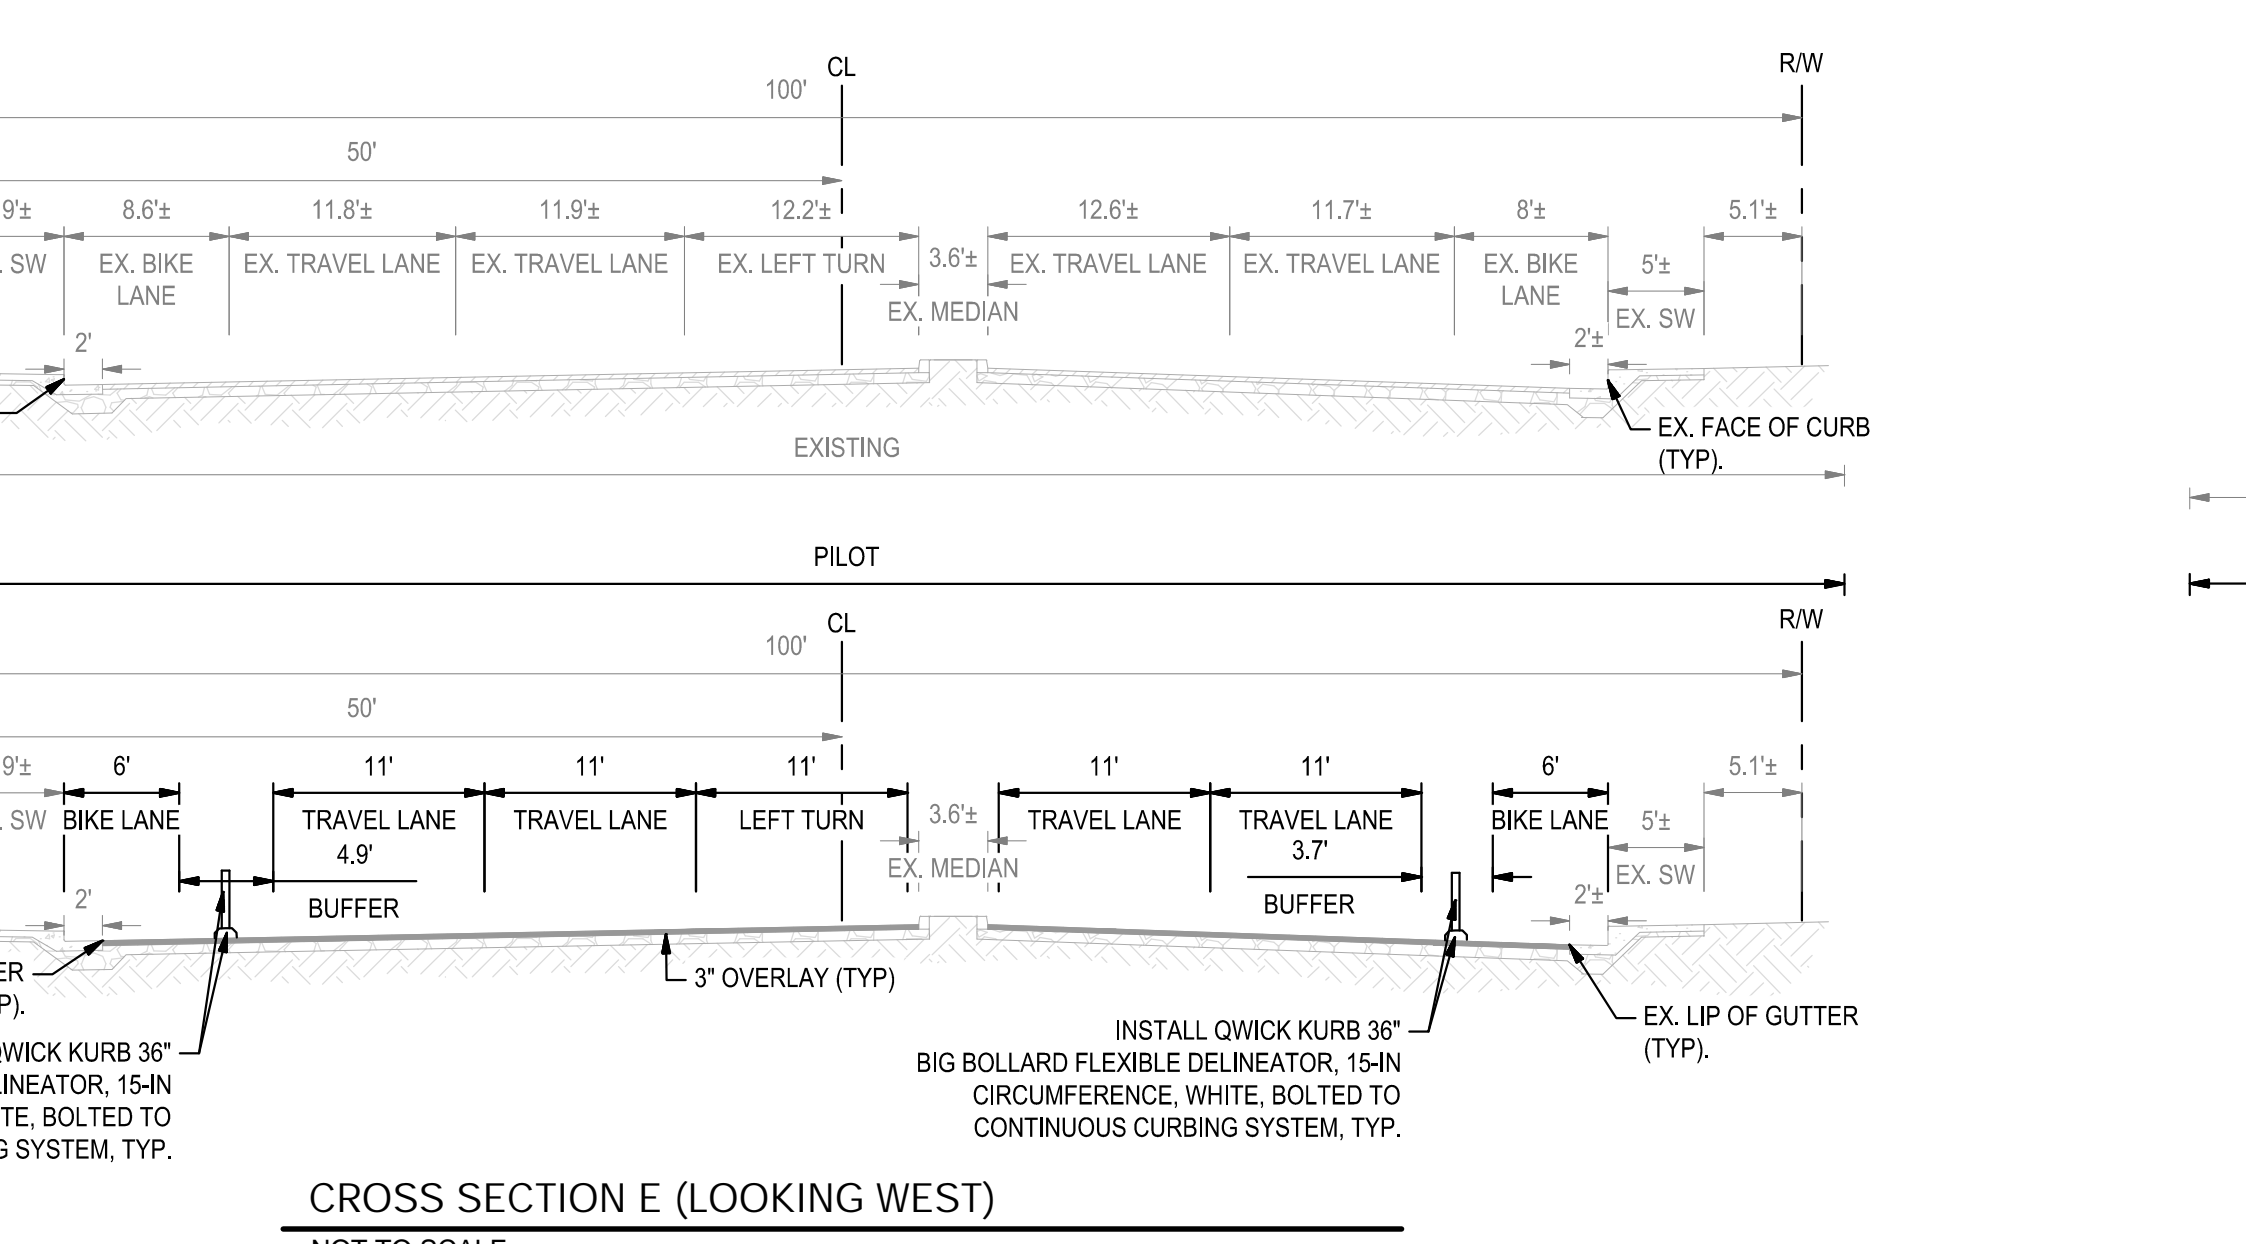 CL
R/W
100'
50'
9'±
8.6'±
11.8'±
11.9'±
12.2'±
12.6'±
11.7'±
8'±
5.1'±
. SW
EX. BIKE
LANE
EX. TRAVEL LANE
EX. TRAVEL LANE
EX. LEFT TURN
3.6'±
EX. MEDIAN
EX. TRAVEL LANE
EX. TRAVEL LANE
EX. BIKE
LANE
5'±
EX. SW
2'
2'±
EX. FACE OF CURB
(TYP).
EXISTING
PILOT
CL
R/W
100'
50'
9'±
6'
11'
11'
11'
11'
11'
6'
5.1'±
. SW
BIKE LANE
TRAVEL LANE
TRAVEL LANE
LEFT TURN
3.6'±
EX. MEDIAN
TRAVEL LANE
TRAVEL LANE
BIKE LANE
5'±
EX. SW
4.9'
BUFFER
3.7'
BUFFER
2'
2'±
ER
P).
3" OVERLAY (TYP)
EX. LIP OF GUTTER
(TYP).
QWICK KURB 36"
LINEATOR, 15-IN
TE, BOLTED TO
G SYSTEM, TYP.
INSTALL QWICK KURB 36"
BIG BOLLARD FLEXIBLE DELINEATOR, 15-IN
CIRCUMFERENCE, WHITE, BOLTED TO
CONTINUOUS CURBING SYSTEM, TYP.
CROSS SECTION E (LOOKING WEST)
NOT TO SCALE